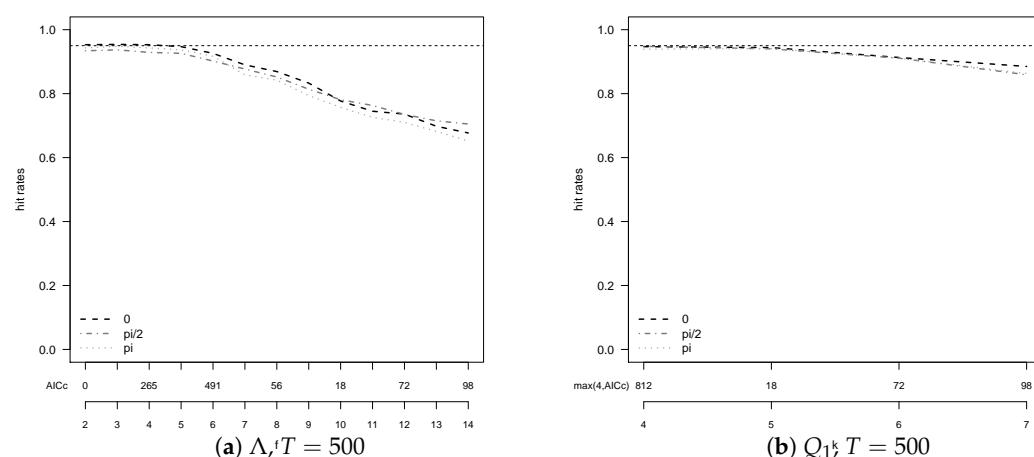 1.0
0.8
0.6
0.4
0.2
0.0
hit rates
0
pi/2
pi
AICc 0 265 491 56 18 72 98
2 3 4 5 6 7 8 9 10 11 12 13 14
(a) Λ, f T = 500
1.0
0.8
0.6
0.4
0.2
0.0
hit rates
0
pi/2
pi
max(4,AICc) 812 18 72 98
4 5 6 7
(b) Q₁, k T = 500